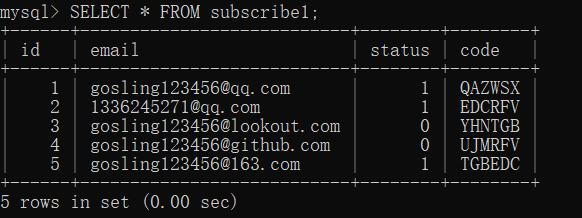 mysql> SELECT * FROM subscribe1;
+----+---------------------------+--------+--------+
| id | email                     | status | code   |
+----+---------------------------+--------+--------+
|  1 | gosling123456@qq.com      |      1 | QAZWSX |
|  2 | 1336245271@qq.com         |      1 | EDCRFV |
|  3 | gosling123456@lookout.com |      0 | YHNTGB |
|  4 | gosling123456@github.com  |      0 | UJMRFV |
|  5 | gosling123456@163.com     |      1 | TGBEDC |
+----+---------------------------+--------+--------+
5 rows in set (0.00 sec)